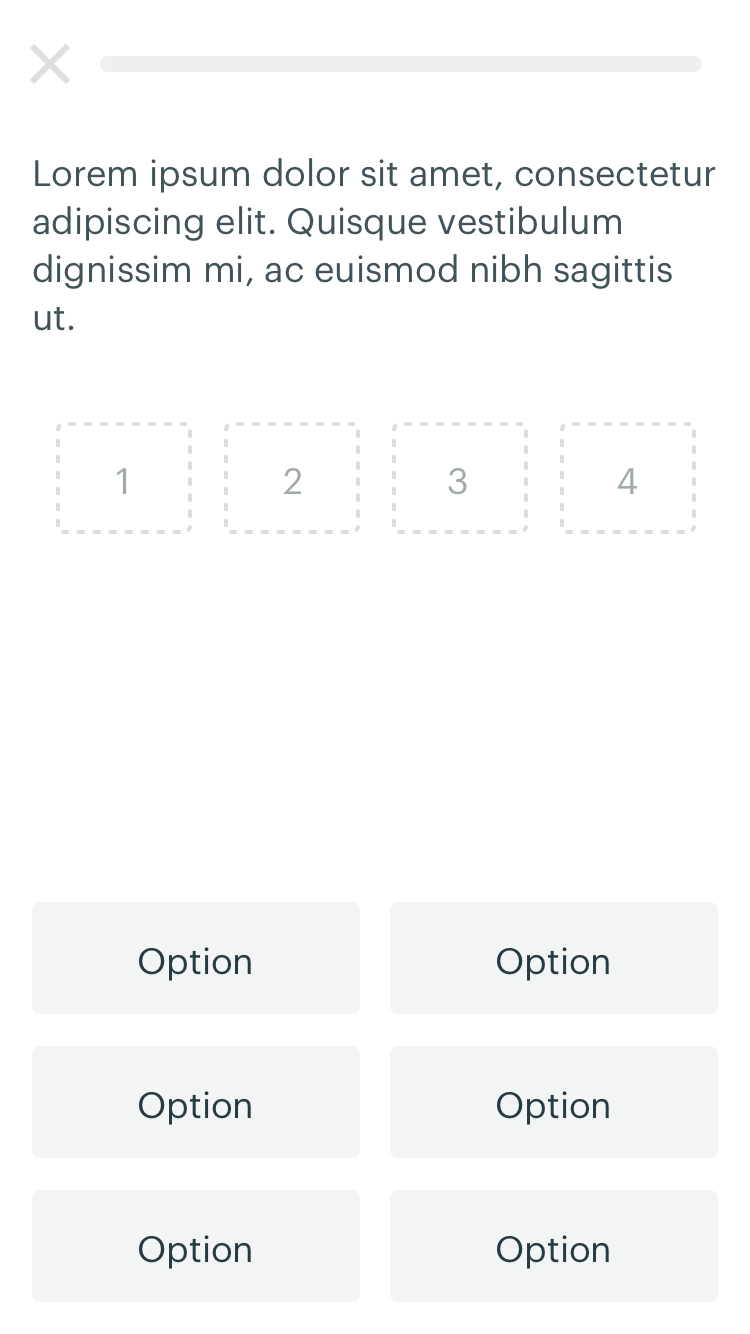 Lorem ipsum dolor sit amet, consectetur
adipiscing elit. Quisque vestibulum
dignissim mi, ac euismod nibh sagittis
ut.
1 2 3 4
Option Option
Option Option
Option Option